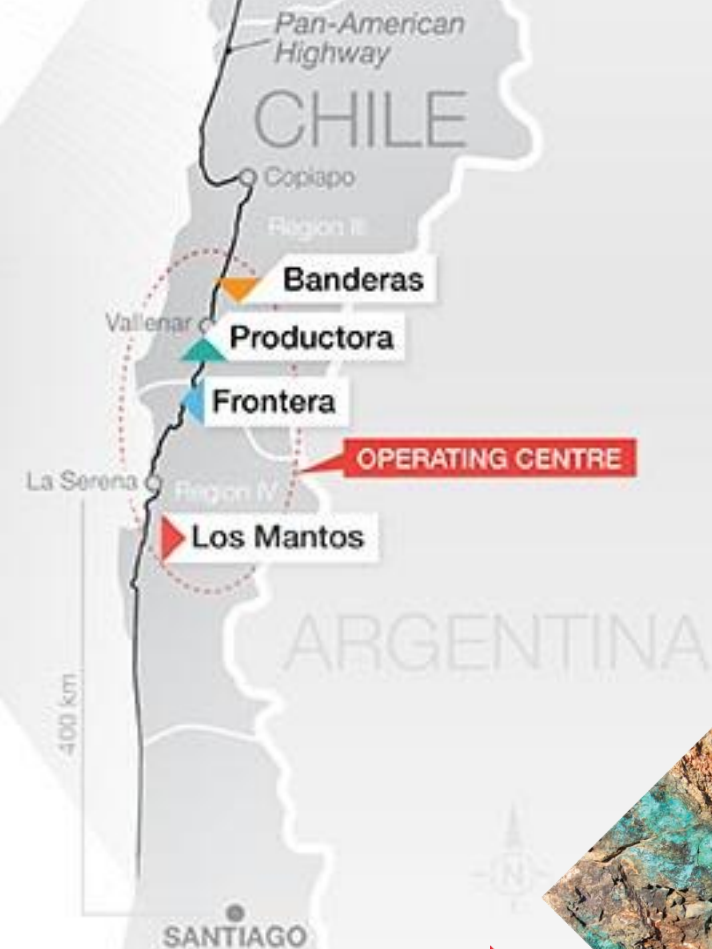 Pan-American
Highway
CHILE
Copiapo
Region III
Banderas
Vallenar
Productora
Frontera
OPERATING CENTRE
La Serena
Region IV
Los Mantos
ARGENTINA
400 km
N
SANTIAGO